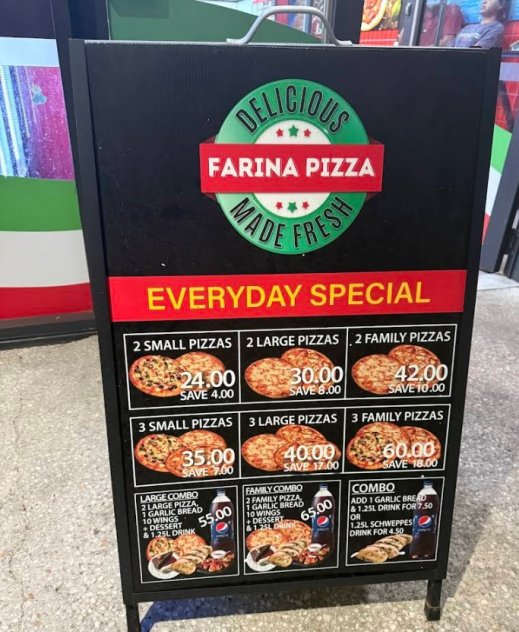 DELICIOUS
FARINA PIZZA
MADE FRESH
EVERYDAY SPECIAL
2 SMALL PIZZAS
24.00
SAVE 4.00
2 LARGE PIZZAS
30.00
SAVE 8.00
2 FAMILY PIZZAS
42.00
SAVE 10.00
3 SMALL PIZZAS
35.00
SAVE 7.00
3 LARGE PIZZAS
40.00
SAVE 17.00
3 FAMILY PIZZAS
60.00
SAVE 18.00
LARGE COMBO
2 LARGE PIZZA,
1 GARLIC BREAD
10 WINGS
+ DESSERT
& 1.25L DRINK
55.00
FAMILY COMBO
2 FAMILY PIZZA,
1 GARLIC BREAD
10 WINGS
+ DESSERT
& 1.25L DRINK
65.00
COMBO
ADD 1 GARLIC BREAD
& 1.25L DRINK FOR 7.50
OR
1.25L SCHWEPPES
DRINK FOR 4.50